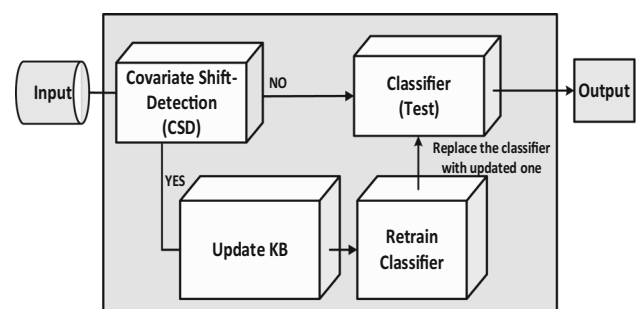 Input
Covariate Shift-
Detection
(CSD)
NO
Classifier
(Test)
Output
Replace the classifier
with updated one
YES
Update KB
Retrain
Classifier